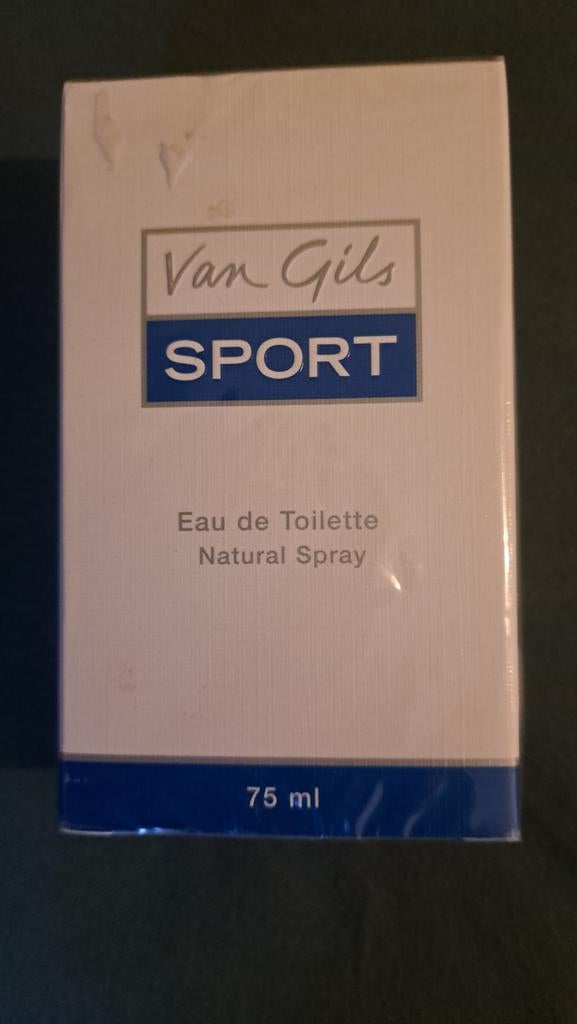 Van Gils
SPORT
Eau de Toilette
Natural Spray
75 ml